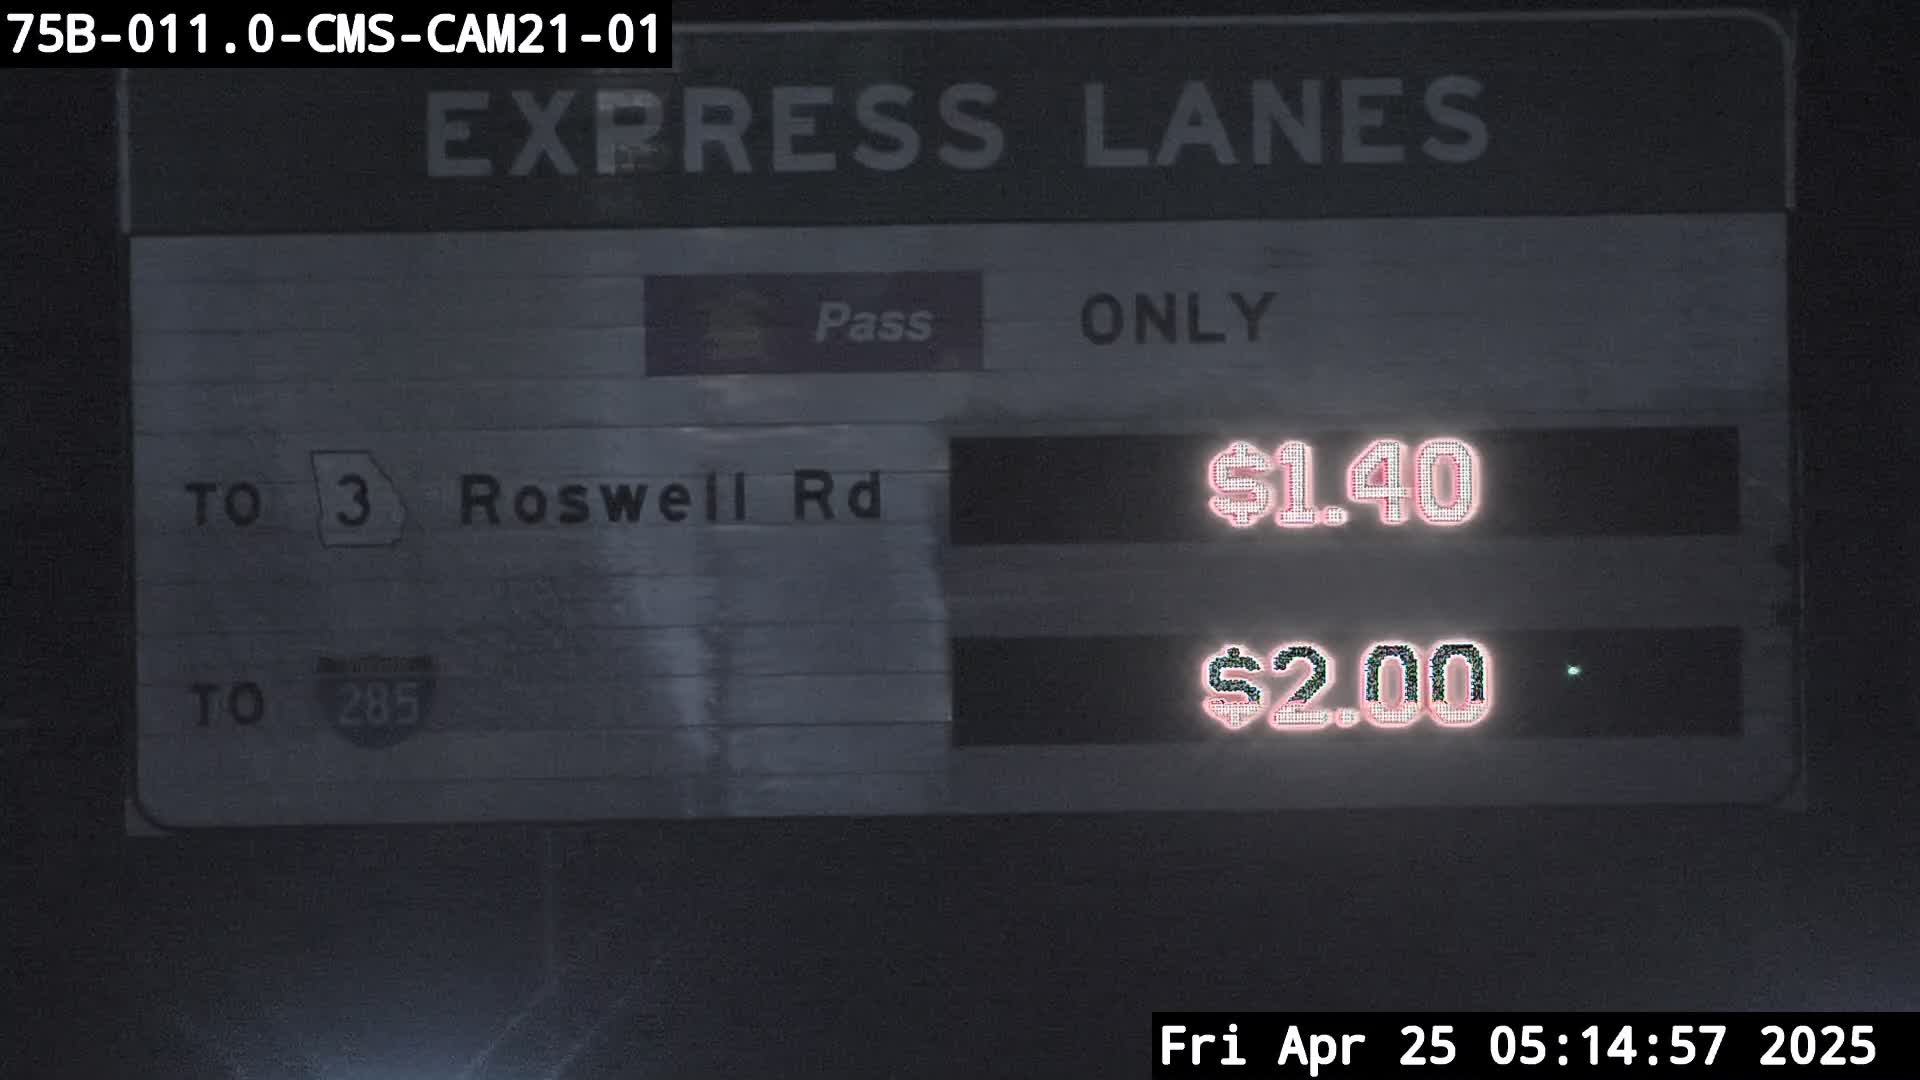 75B-011.0-CMS-CAM21-01
EXPRESS LANES
Pass ONLY
TO 3 Roswell Rd $1.40
TO 285 $2.00
Fri Apr 25 05:14:57 2025